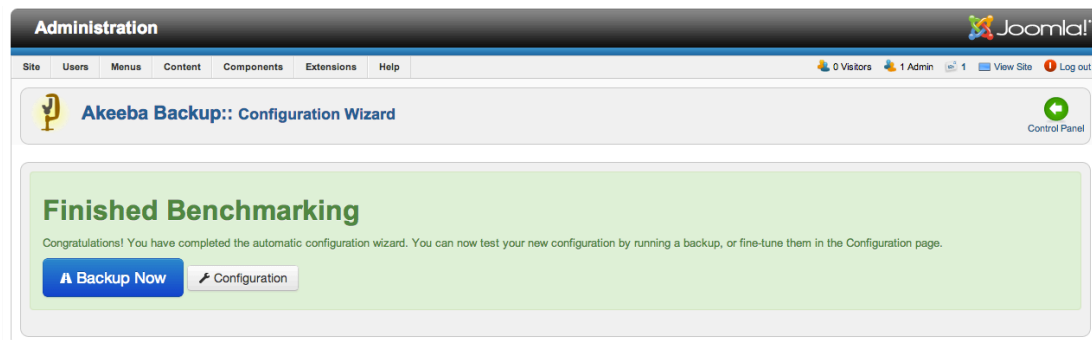 Administration Joomla!
Site Users Menus Content Components Extensions Help 0 Visitors 1 Admin 1 View Site Log out
Akeeba Backup:: Configuration Wizard
Control Panel
Finished Benchmarking
Congratulations! You have completed the automatic configuration wizard. You can now test your new configuration by running a backup, or fine-tune them in the Configuration page.
Backup Now Configuration